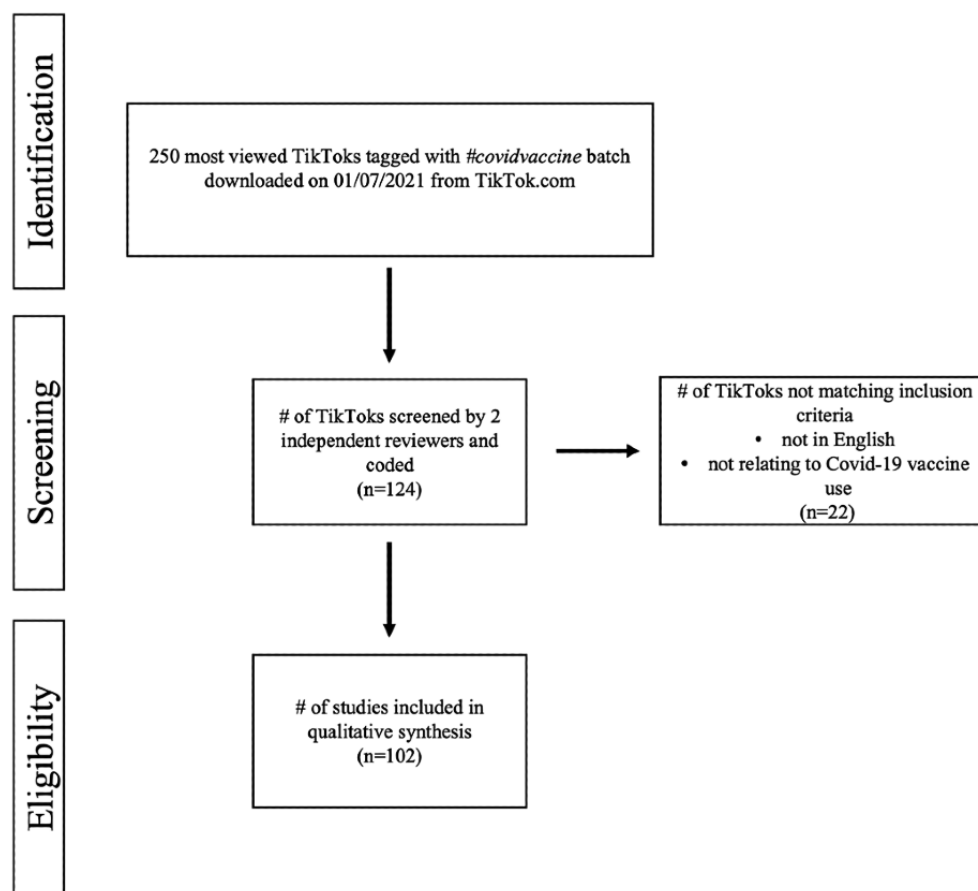 Identification
250 most viewed TikToks tagged with #covidvaccine batch
downloaded on 01/07/2021 from TikTok.com
Screening
# of TikToks screened by 2
independent reviewers and
coded
(n=124)
# of TikToks not matching inclusion
criteria
• not in English
• not relating to Covid-19 vaccine
use
(n=22)
Eligibility
# of studies included in
qualitative synthesis
(n=102)